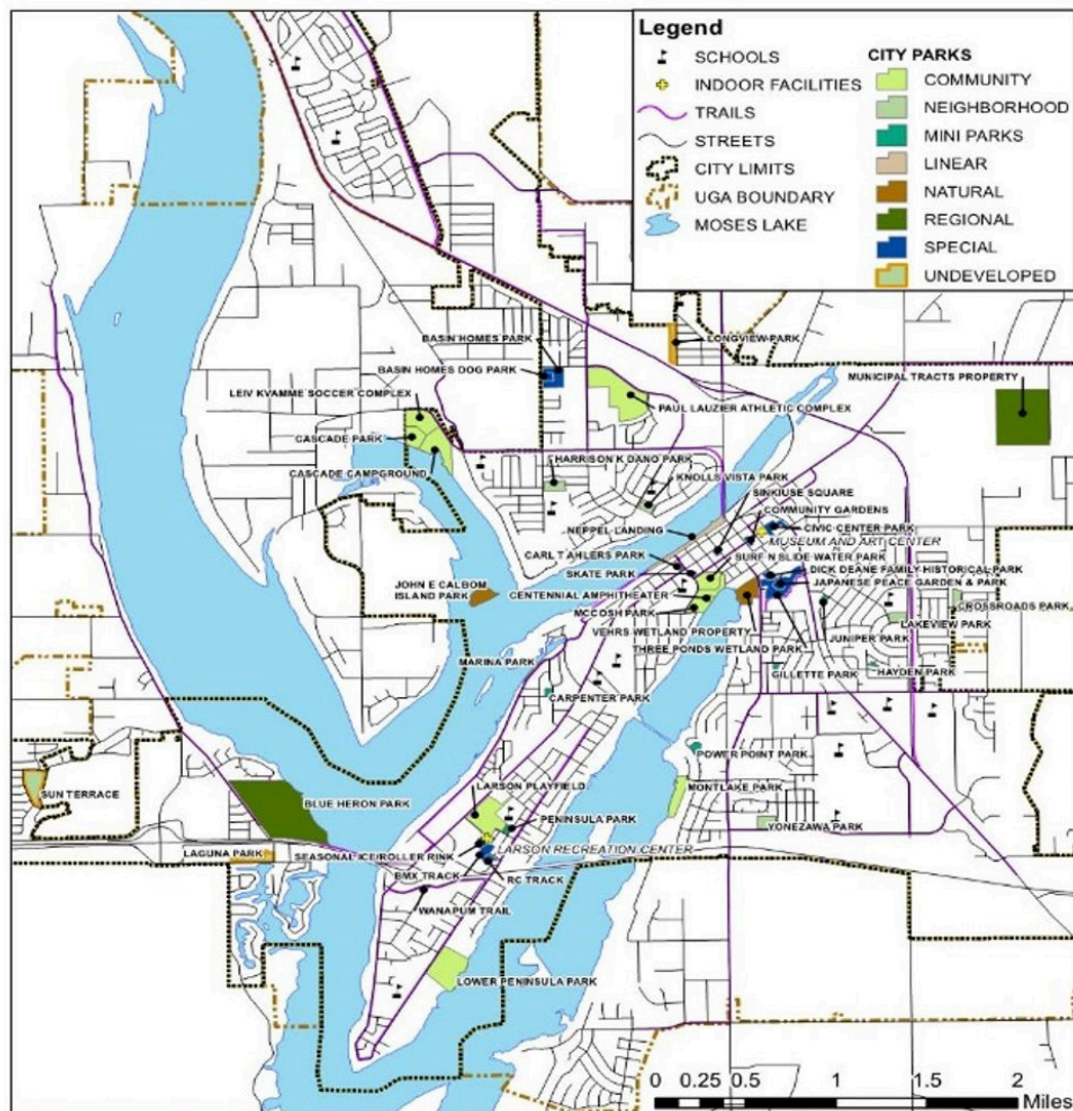 Legend
SCHOOLS
INDOOR FACILITIES
TRAILS
STREETS
CITY LIMITS
UGA BOUNDARY
MOSES LAKE
CITY PARKS
COMMUNITY
NEIGHBORHOOD
MINI PARKS
LINEAR
NATURAL
REGIONAL
SPECIAL
UNDEVELOPED
BASIN HOMES PARK
LONGVIEW PARK
BASIN HOMES DOG PARK
MUNICIPAL TRACTS PROPERTY
LEIV KVAMME SOCCER COMPLEX
PAUL LAUZIER ATHLETIC COMPLEX
CASCADE PARK
HARRISON K DANO PARK
CASCADE CAMPGROUND
KNOLLS VISTA PARK
SINKIUSE SQUARE
COMMUNITY GARDENS
NEPPEL LANDING
CIVIC CENTER PARK
MUSEUM AND ART CENTER
CARL T AHLERS PARK
SURF N SLIDE WATER PARK
SKATE PARK
DICK DEANE FAMILY HISTORICAL PARK
JOHN E CALBOM
ISLAND PARK
CENTENNIAL AMPHITHEATER
JAPANESE PEACE GARDEN & PARK
MCCOSH PARK
CROSSROADS PARK
LAKEVIEW PARK
VEHRS WETLAND PROPERTY
JUNIPER PARK
THREE PONDS WETLAND PARK
MARINA PARK
GILLETTE PARK
HAYDEN PARK
CARPENTER PARK
POWER POINT PARK
SUN TERRACE
BLUE HERON PARK
LARSON PLAYFIELD
MONTLAKE PARK
PENINSULA PARK
YONEZAWA PARK
LAGUNA PARK
SEASONAL ICE/ROLLER RINK
LARSON RECREATION CENTER
BMX TRACK
RC TRACK
WANAPUM TRAIL
LOWER PENINSULA PARK
0 0.25 0.5 1 1.5 2
Miles